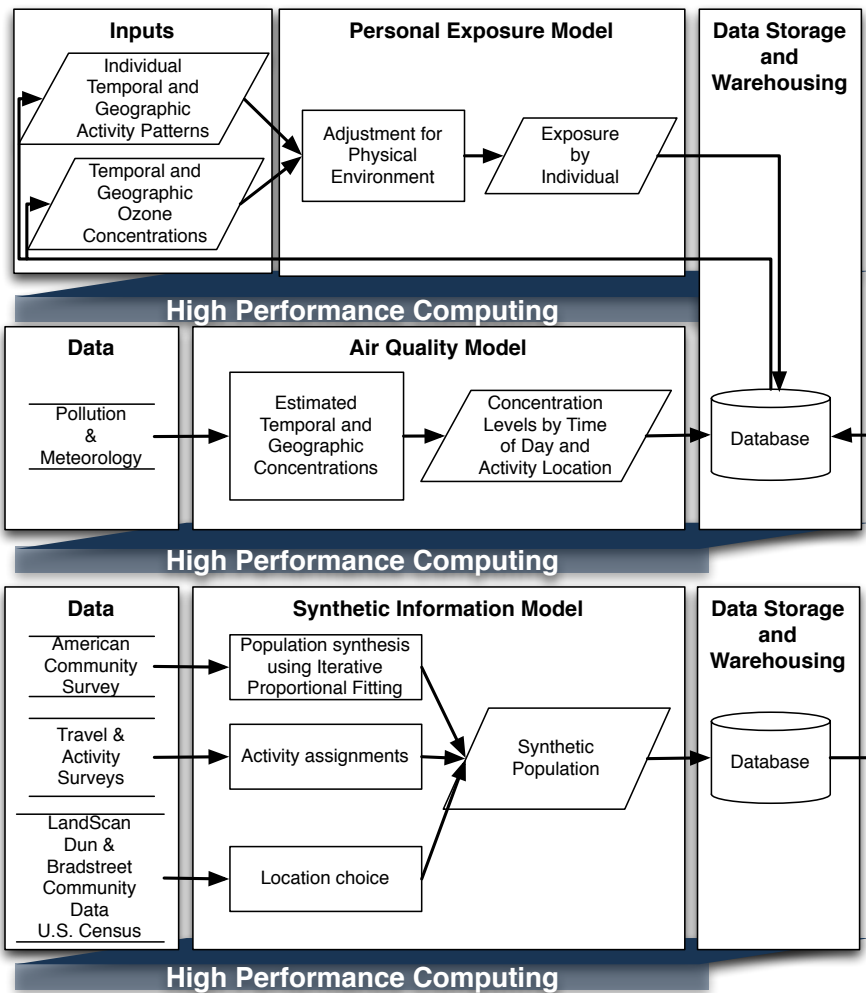 Inputs
Individual
Temporal and
Geographic
Activity Patterns
Temporal and
Geographic
Ozone
Concentrations
Personal Exposure Model
Adjustment for
Physical
Environment
Exposure
by
Individual
Data Storage
and
Warehousing
High Performance Computing
Data
Pollution
&
Meteorology
Air Quality Model
Estimated
Temporal and
Geographic
Concentrations
Concentration
Levels by Time
of Day and
Activity Location
Database
High Performance Computing
Data
American
Community
Survey
Travel &
Activity
Surveys
LandScan
Dun &
Bradstreet
Community
Data
U.S. Census
Synthetic Information Model
Population synthesis
using Iterative
Proportional Fitting
Activity assignments
Location choice
Synthetic
Population
Data Storage
and
Warehousing
Database
High Performance Computing